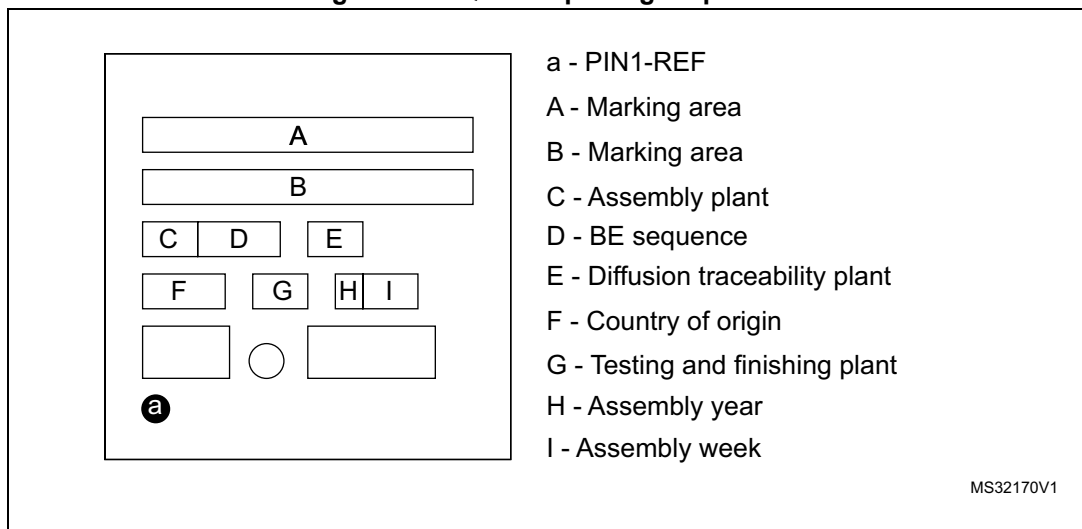 A
B
C D E
F G H I
a
a - PIN1-REF
A - Marking area
B - Marking area
C - Assembly plant
D - BE sequence
E - Diffusion traceability plant
F - Country of origin
G - Testing and finishing plant
H - Assembly year
I - Assembly week
MS32170V1